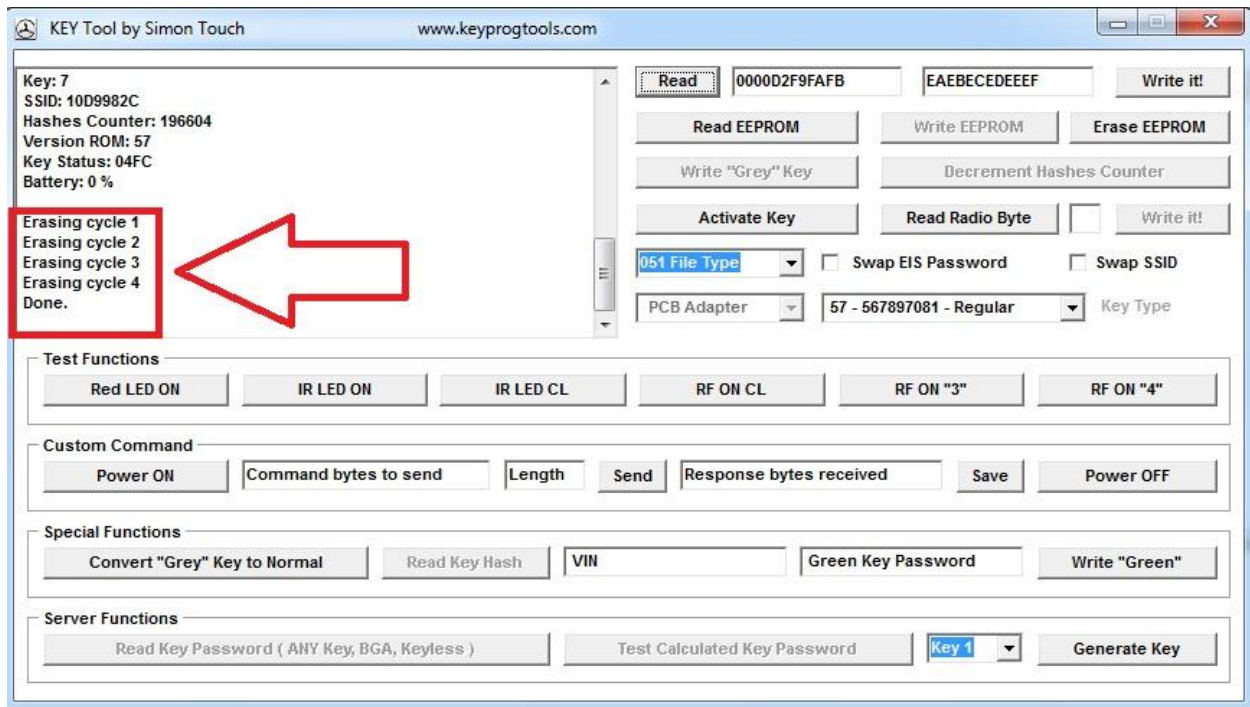 KEY Tool by Simon Touch www.keyprogtools.com
Key: 7
SSID: 10D9982C
Hashes Counter: 196604
Version ROM: 57
Key Status: 04FC
Battery: 0 %
Erasing cycle 1
Erasing cycle 2
Erasing cycle 3
Erasing cycle 4
Done.
Read 0000D2F9FAFB EAEBECEDEEEF Write it!
Read EEPROM Write EEPROM Erase EEPROM
Write "Grey" Key Decrement Hashes Counter
Activate Key Read Radio Byte Write it!
051 File Type Swap EIS Password Swap SSID
PCB Adapter 57 - 567897081 - Regular Key Type
Test Functions
Red LED ON IR LED ON IR LED CL RF ON CL RF ON "3" RF ON "4"
Custom Command
Power ON Command bytes to send Length Send Response bytes received Save Power OFF
Special Functions
Convert "Grey" Key to Normal Read Key Hash VIN Green Key Password Write "Green"
Server Functions
Read Key Password ( ANY Key, BGA, Keyless ) Test Calculated Key Password Key 1 Generate Key